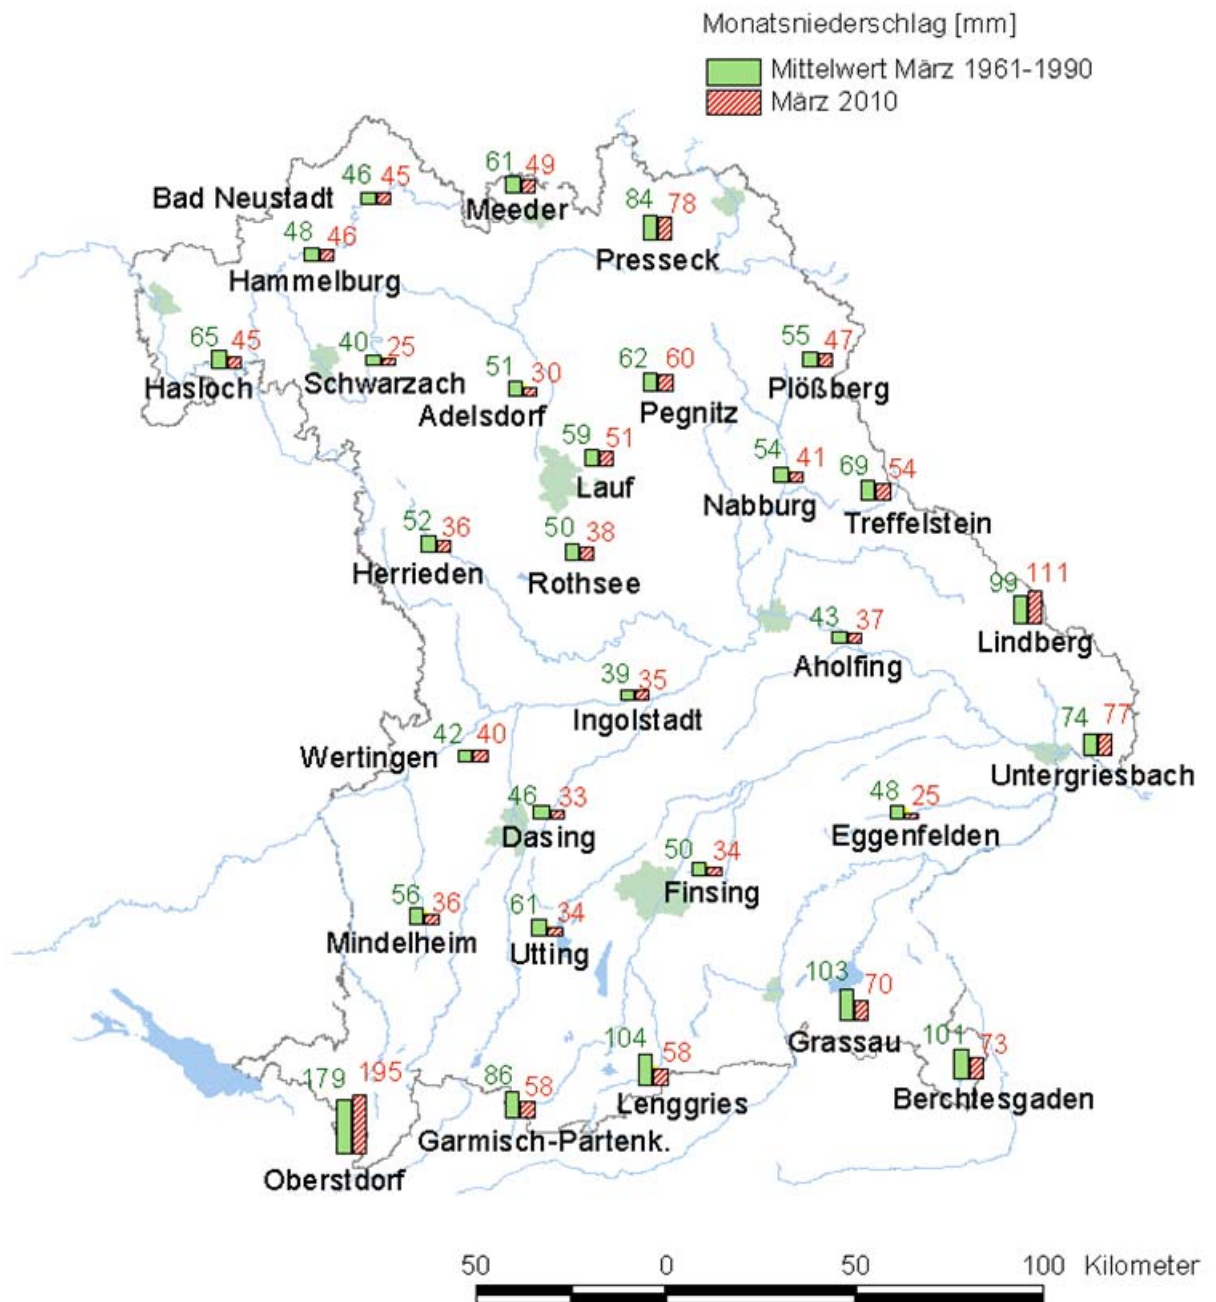 Monatsniederschlag [mm]
Mittelwert März 1961-1990
März 2010
46 45
Bad Neustadt
61 49
Meeder
84 78
Presseck
48 46
Hammelburg
65 45
Hasloch
40 25
Schwarzach
51 30
Adelsdorf
62 60
Pegnitz
55 47
Plößberg
59 51
Lauf
54 41
Nabburg
69 54
Treffelstein
52 36
Herrieden
50 38
Rothsee
99 111
Lindberg
43 37
Aholfing
39 35
Ingolstadt
74 77
Untergriesbach
42 40
Wertingen
46 33
Dasing
48 25
Eggenfelden
50 34
Finsing
56 36
Mindelheim
61 34
Utting
103 70
Grassau
101 73
Berchtesgaden
104 58
Lenggries
86 58
Garmisch-Partenk.
179 195
Oberstdorf
50 0 50 100 Kilometer